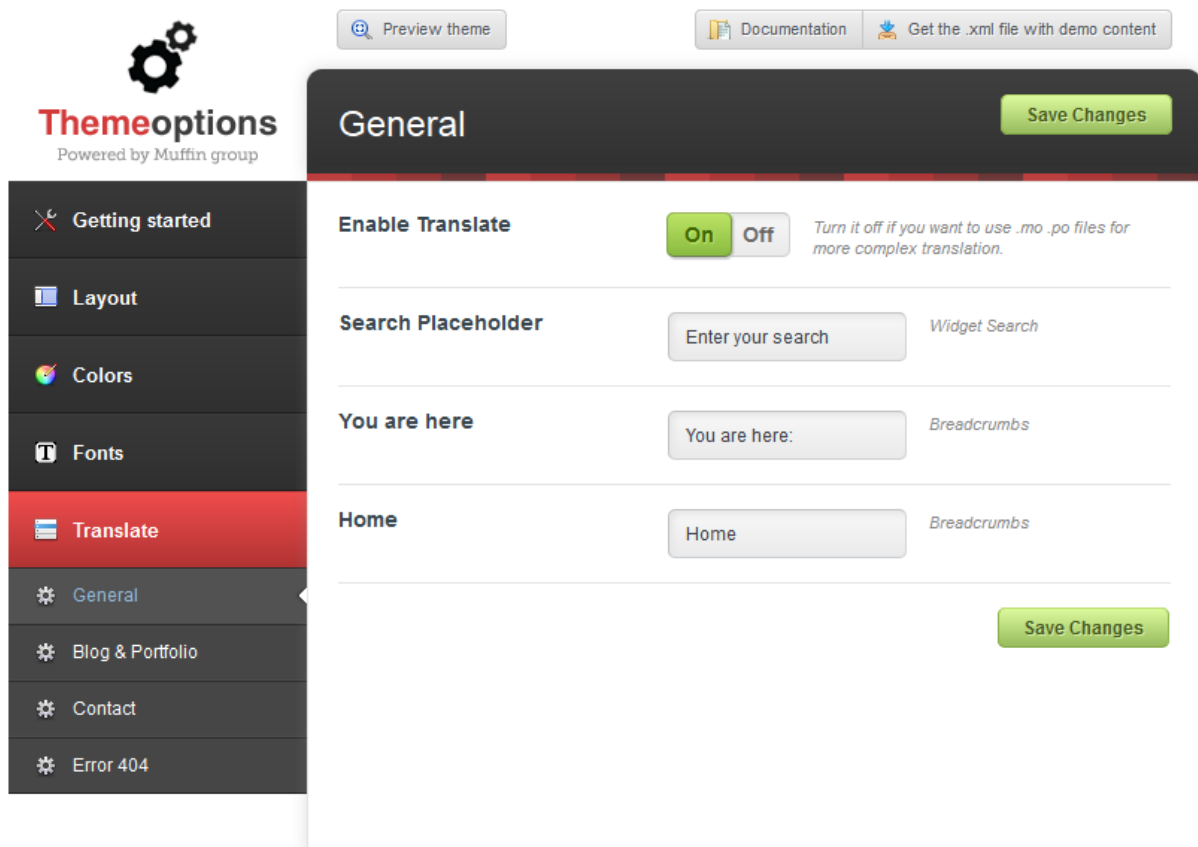 Preview theme
Documentation
Get the .xml file with demo content
Themeoptions
Powered by Muffin group
General
Save Changes
Getting started
Layout
Colors
Fonts
Translate
General
Blog & Portfolio
Contact
Error 404
Enable Translate
On Off
Turn it off if you want to use .mo .po files for
more complex translation.
Search Placeholder
Enter your search
Widget Search
You are here
You are here:
Breadcrumbs
Home
Home
Breadcrumbs
Save Changes